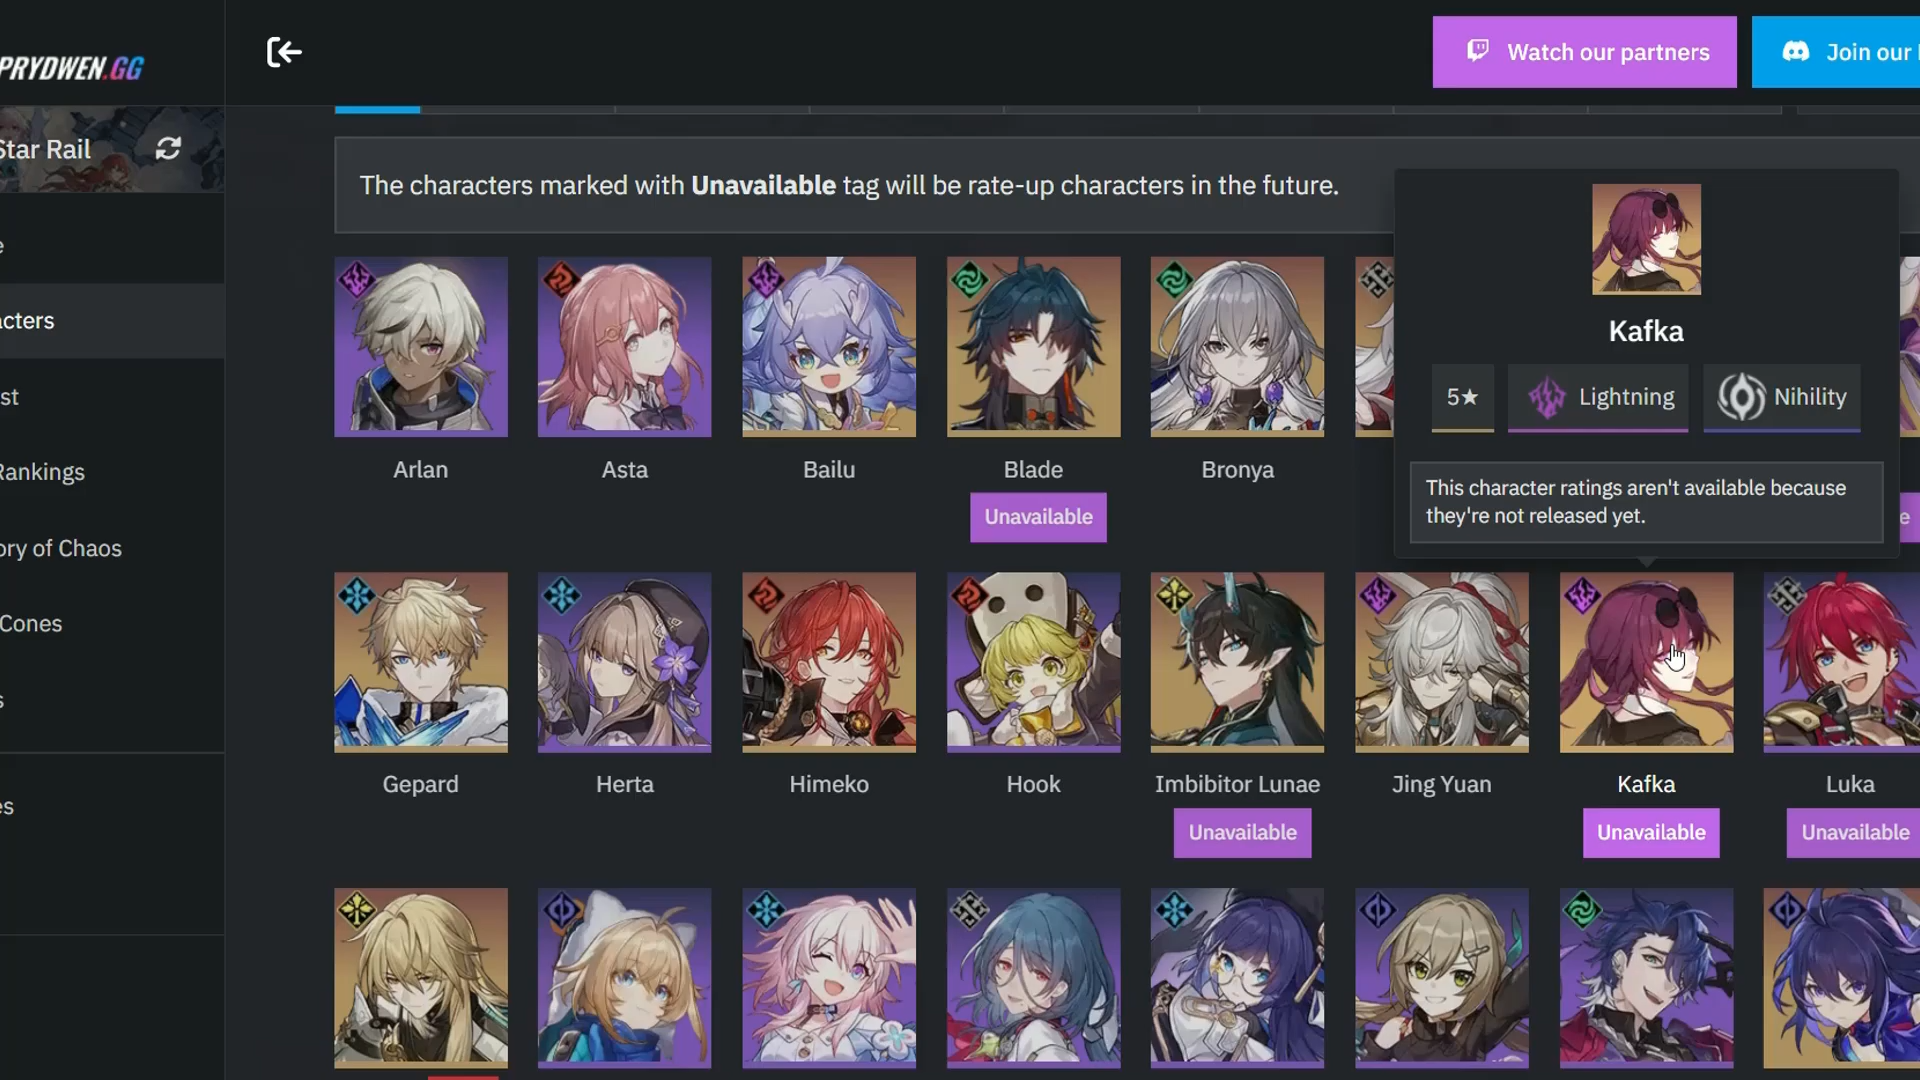 PRYDWEN.GG
Watch our partners
Join our
Star Rail
The characters marked with Unavailable tag will be rate-up characters in the future.
Kafka
5★
Lightning
Nihility
This character ratings aren't available because
they're not released yet.
e
acters
st
Rankings
ory of Chaos
Cones
s
es
Arlan
Asta
Bailu
Blade
Bronya
Unavailable
e
Gepard
Herta
Himeko
Hook
Imbibitor Lunae
Jing Yuan
Kafka
Luka
Unavailable
Unavailable
Unavailable